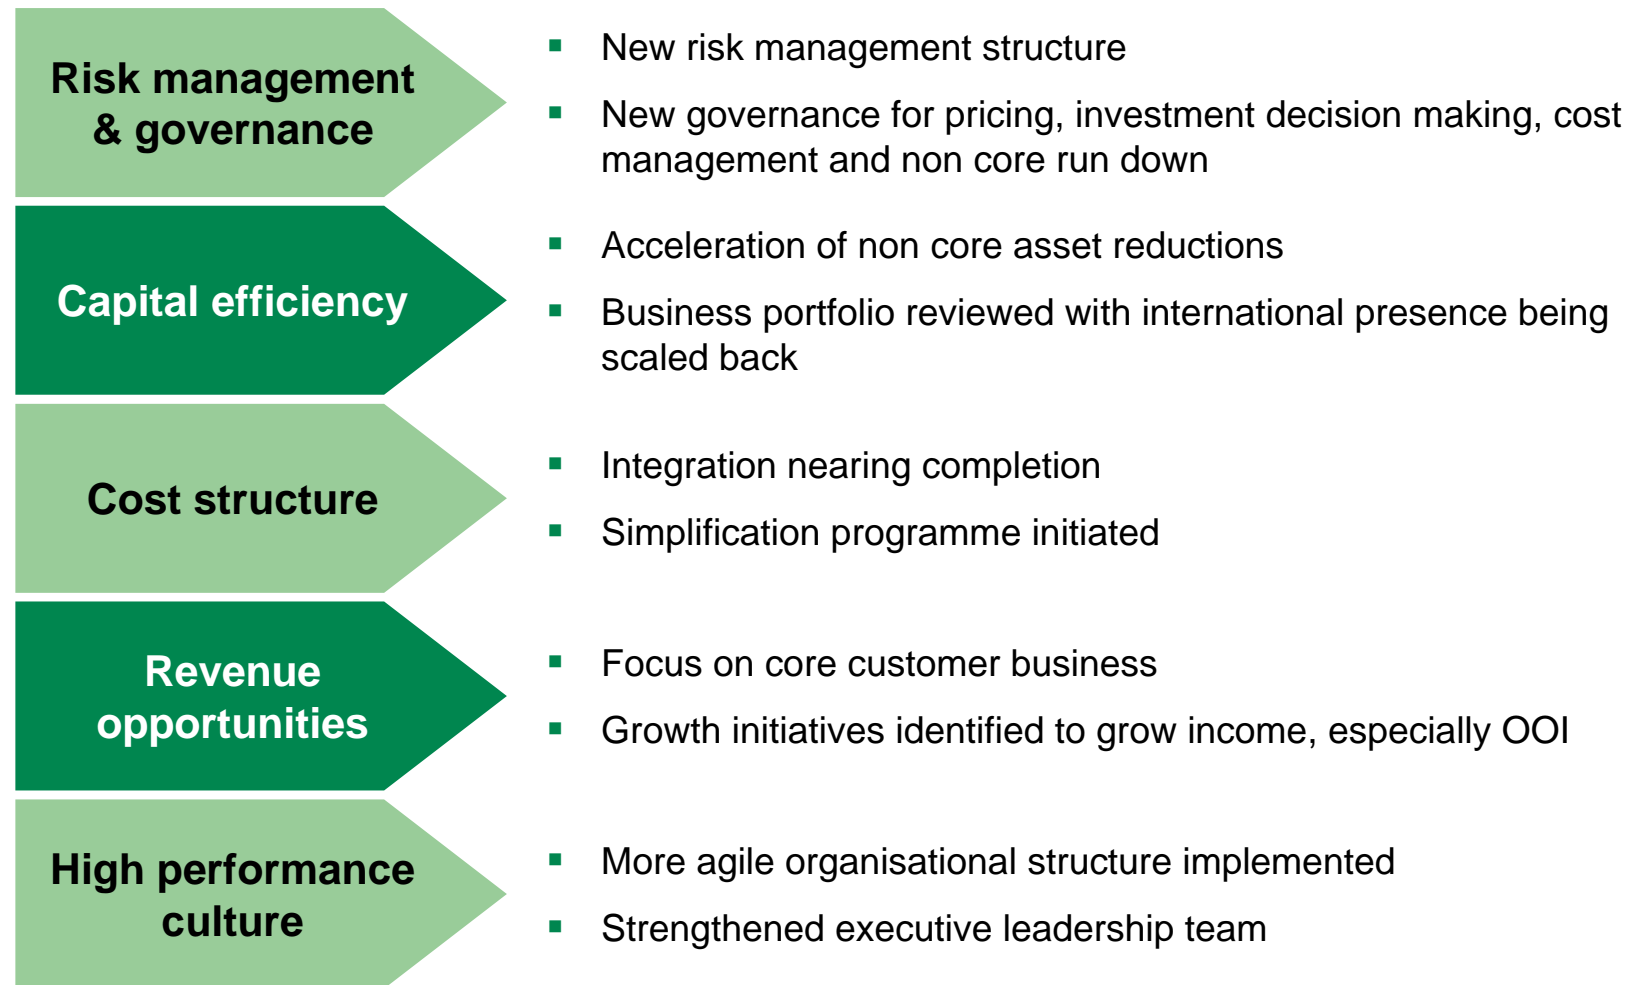 Risk management
& governance
New risk management structure
New governance for pricing, investment decision making, cost
management and non core run down
Capital efficiency
Acceleration of non core asset reductions
Business portfolio reviewed with international presence being
scaled back
Cost structure
Integration nearing completion
Simplification programme initiated
Revenue
opportunities
Focus on core customer business
Growth initiatives identified to grow income, especially OOI
High performance
culture
More agile organisational structure implemented
Strengthened executive leadership team